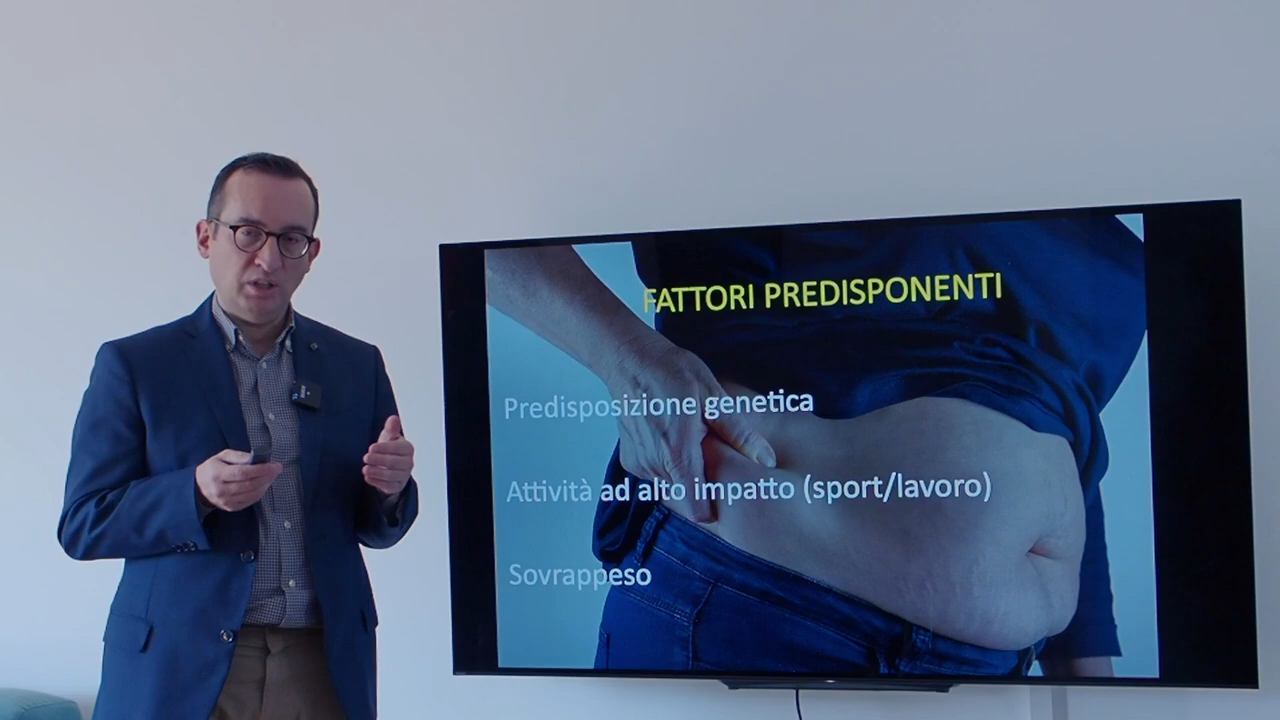 FATTORI PREDISPONENTI
Predisposizione genetica
Attività ad alto impatto (sport/lavoro)
Sovrappeso